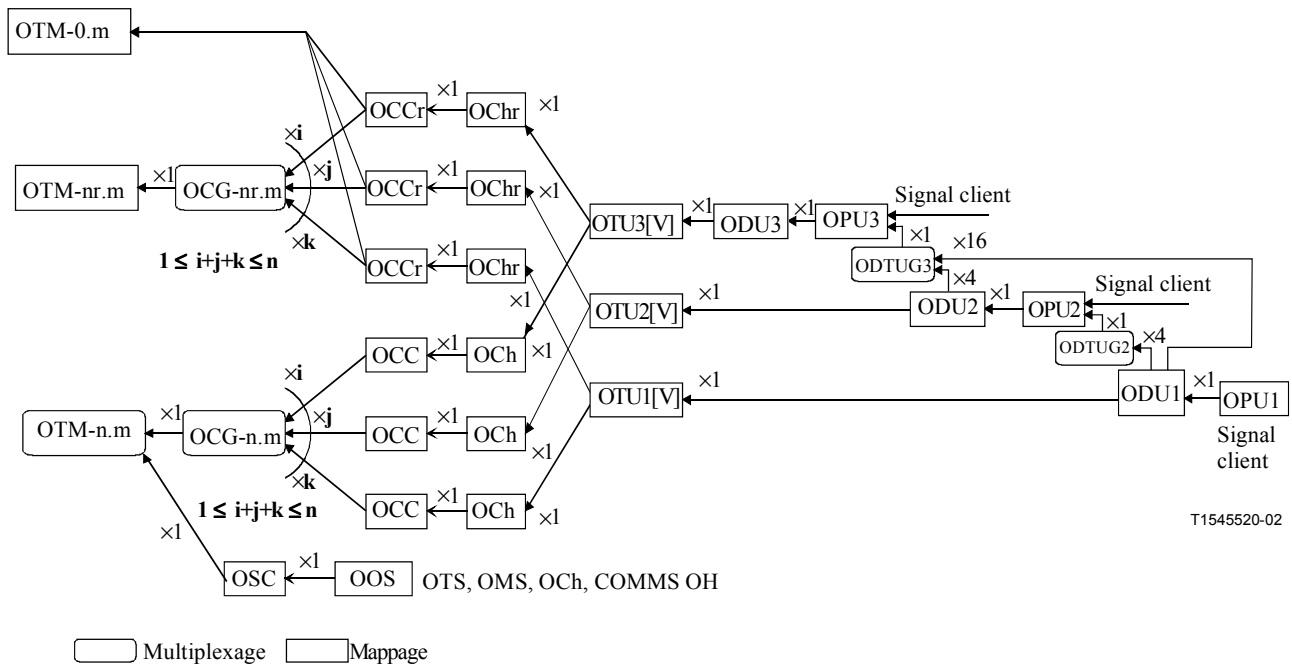 OTM-0.m
×1
OCCr
×1
OChr
×1
×i
OTM-nr.m
×1
OCG-nr.m
×j
OCCr
×1
OChr
×1
×k
1 ≤ i+j+k ≤ n
OCCr
×1
OChr
×1
OTU3[V]
×1
ODU3
×1
OPU3
Signal client
×1
×16
ODTUG3
×4
OTU2[V]
×1
ODU2
×1
OPU2
Signal client
×1
ODTUG2
×4
OTU1[V]
×1
ODU1
×1
OPU1
Signal
client
OCC
×1
OCh
×1
×i
OTM-n.m
×1
OCG-n.m
×j
OCC
×1
OCh
×1
×k
1 ≤ i+j+k ≤ n
OCC
×1
OCh
×1
×1
OSC
×1
OOS
OTS, OMS, OCh, COMMS OH
T1545520-02
Multiplexage
Mappage